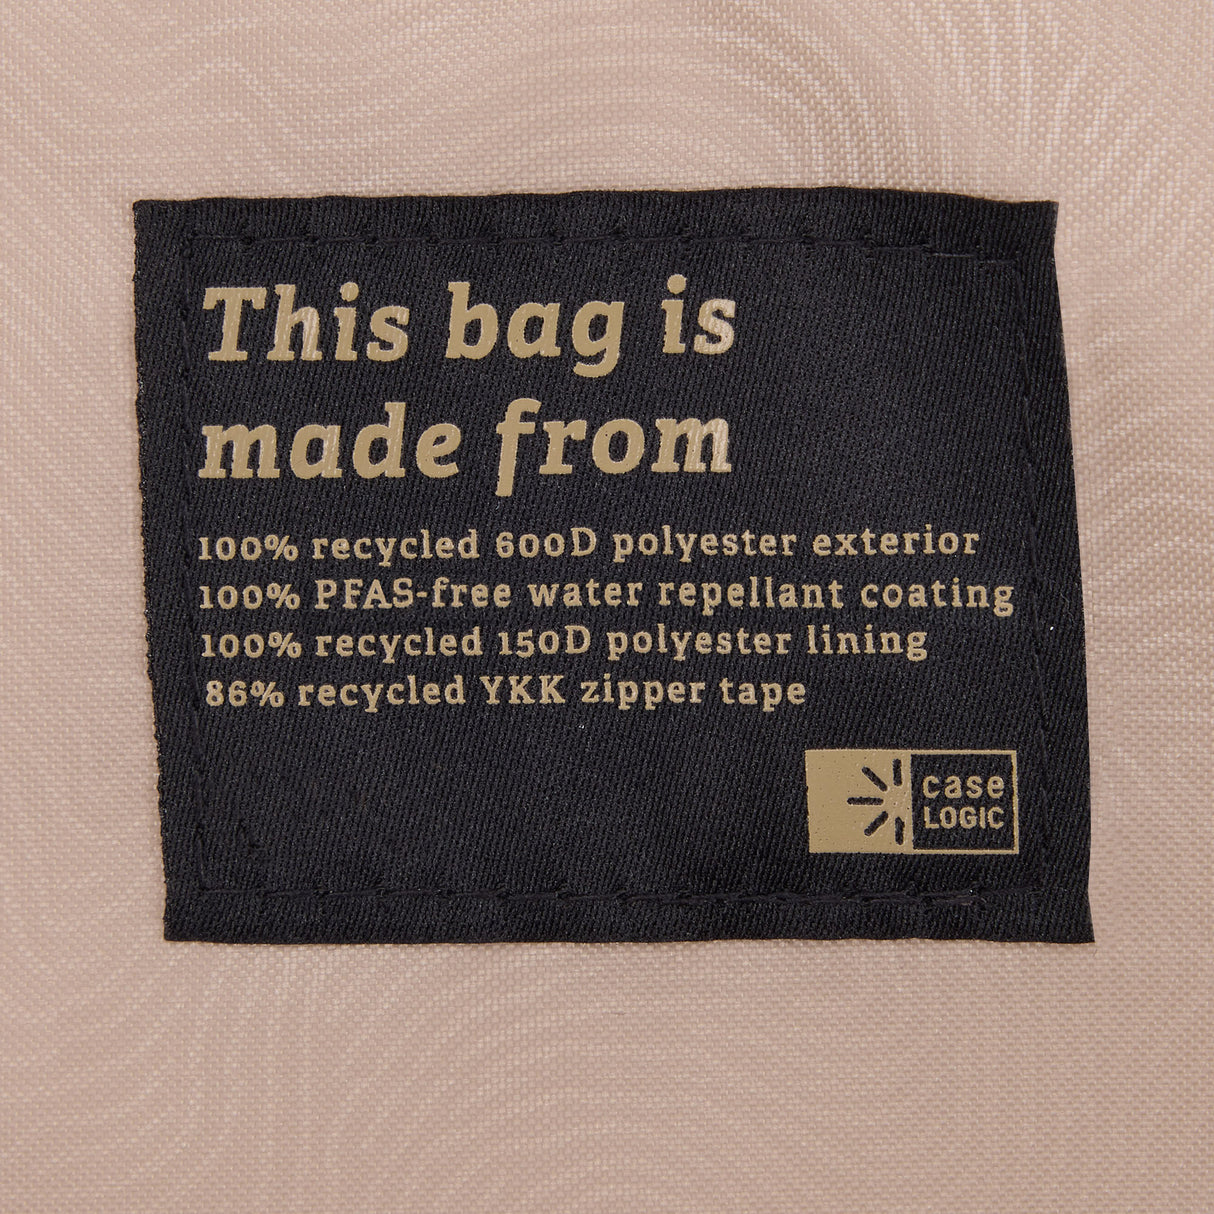 This bag is
made from
100% recycled 600D polyester exterior
100% PFAS-free water repellant coating
100% recycled 150D polyester lining
86% recycled YKK zipper tape
case
LOGIC